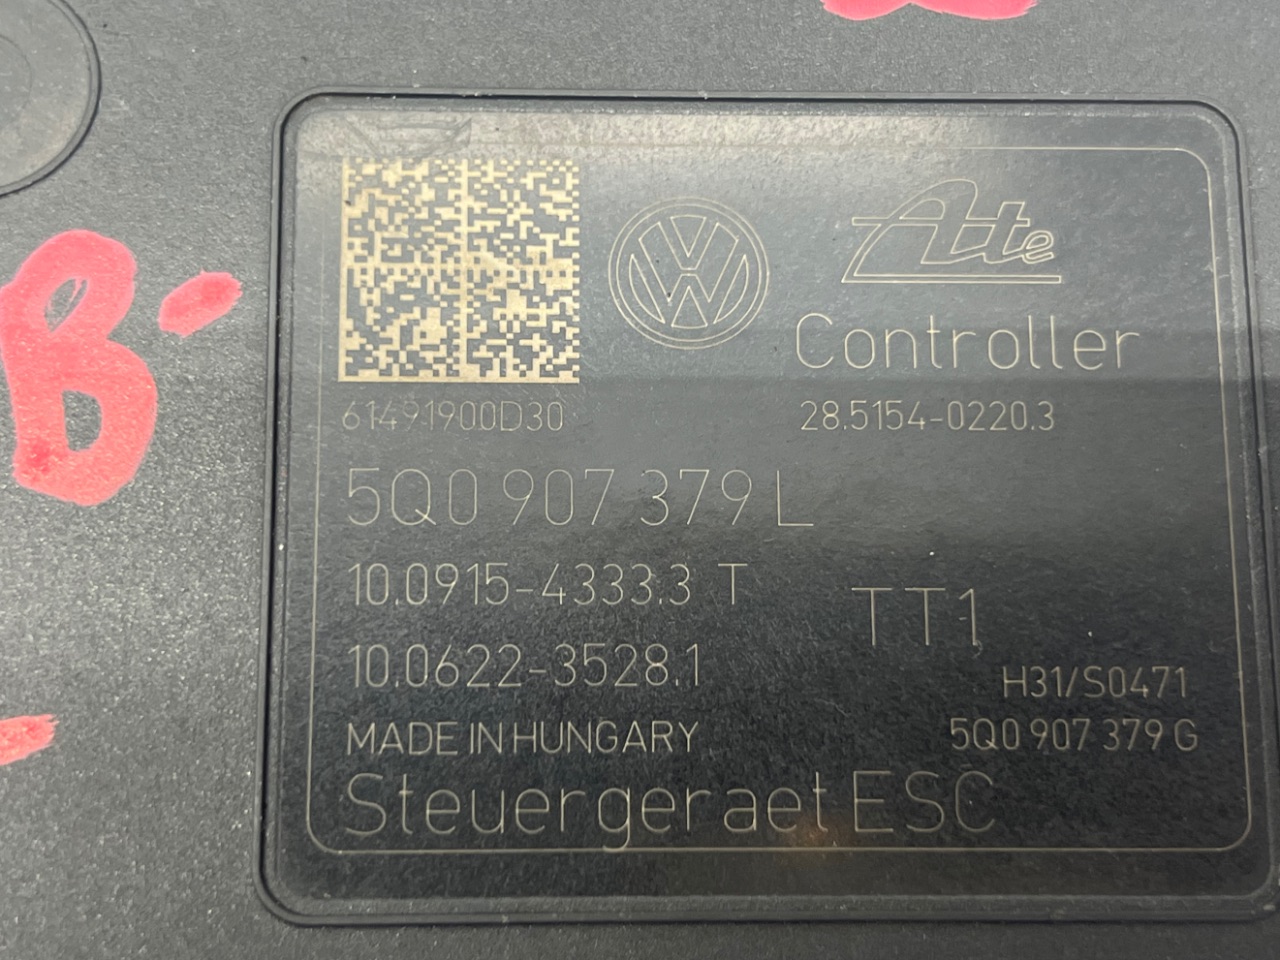 B.
Ate
Controller
61491900D30
28.5154-0220.3
5Q0 907 379 L
10.0915-4333.3 T
TT1
10.0622-3528.1
H31/S0471
MADE IN HUNGARY
5Q0 907 379 G
Steuergeraet ESC